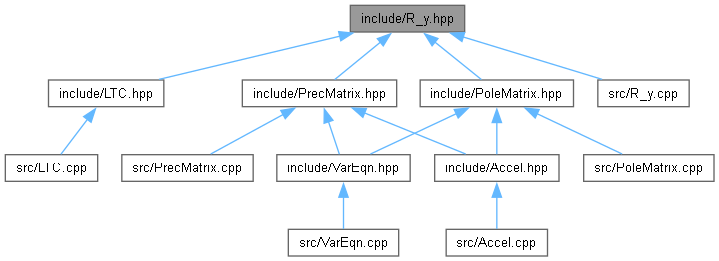 include/R_y.hpp
include/LTC.hpp
include/PrecMatrix.hpp
include/PoleMatrix.hpp
src/R_y.cpp
src/LTC.cpp
src/PrecMatrix.cpp
include/VarEqn.hpp
include/Accel.hpp
src/PoleMatrix.cpp
src/VarEqn.cpp
src/Accel.cpp